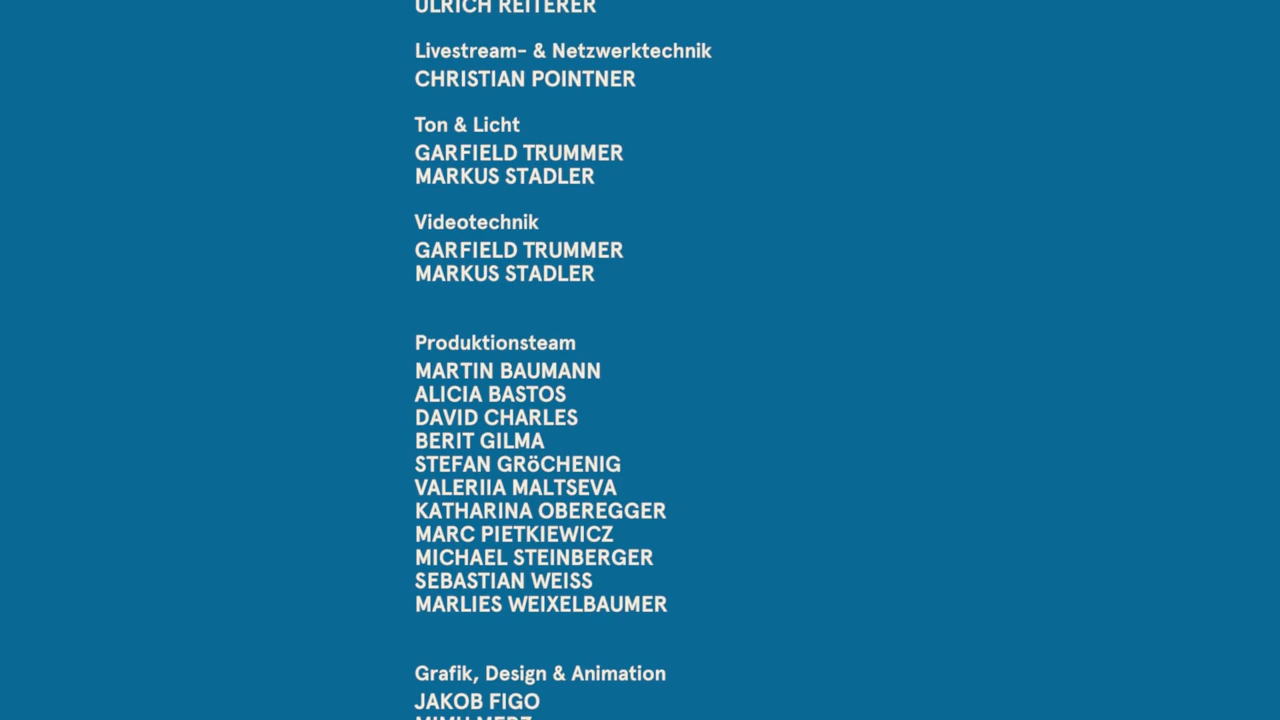 ULRICH REITERER
Livestream- & Netzwerktechnik
CHRISTIAN POINTNER
Ton & Licht
GARFIELD TRUMMER
MARKUS STADLER
Videotechnik
GARFIELD TRUMMER
MARKUS STADLER
Produktionsteam
MARTIN BAUMANN
ALICIA BASTOS
DAVID CHARLES
BERIT GILMA
STEFAN GRöCHENIG
VALERIIA MALTSEVA
KATHARINA OBEREGGER
MARC PIETKIEWICZ
MICHAEL STEINBERGER
SEBASTIAN WEISS
MARLIES WEIXELBAUMER
Grafik, Design & Animation
JAKOB FIGO